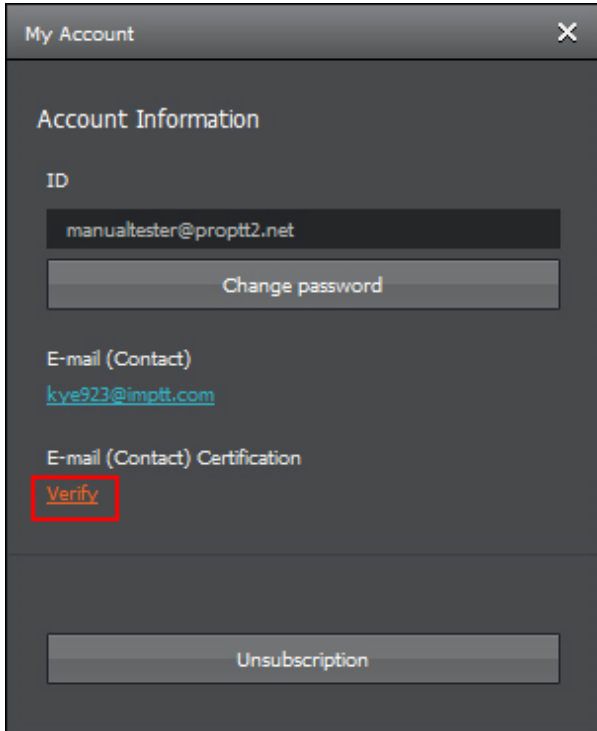 My Account
Account Information
ID
manualtester@proptt2.net
Change password
E-mail (Contact)
kye923@imptt.com
E-mail (Contact) Certification
Verify
Unsubscription